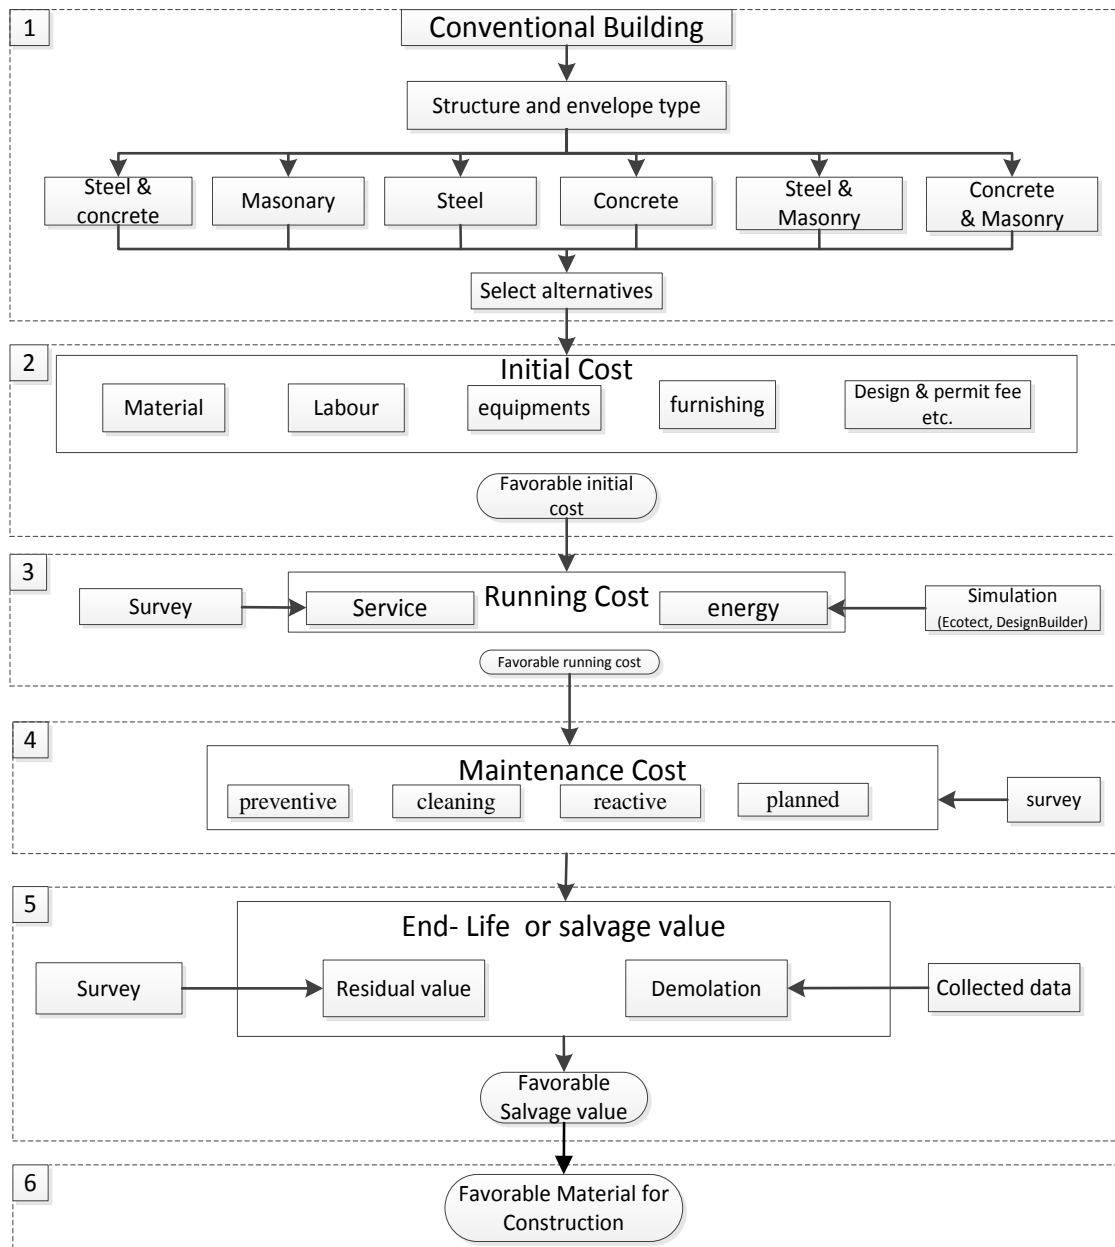 1
Conventional Building
Structure and envelope type
Steel &
concrete
Masonary
Steel
Concrete
Steel &
Masonry
Concrete
& Masonry
Select alternatives
2
Initial Cost
Material
Labour
equipments
furnishing
Design & permit fee
etc.
Favorable initial
cost
3
Survey
Service
Running Cost
energy
Simulation
(Ecotect, DesignBuilder)
Favorable running cost
4
Maintenance Cost
preventive
cleaning
reactive
planned
survey
5
End- Life or salvage value
Survey
Residual value
Demolation
Collected data
Favorable
Salvage value
6
Favorable Material for
Construction